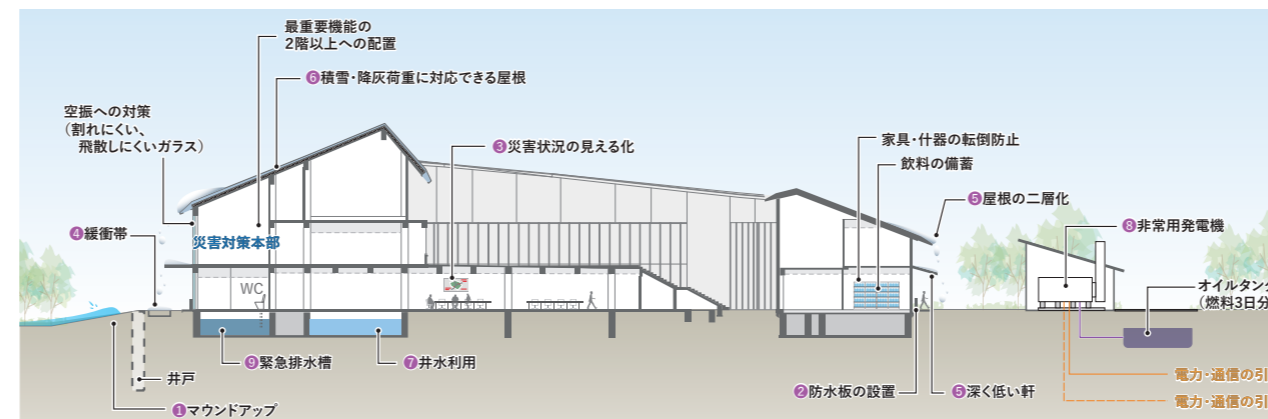 最重要機能の
2階以上への配置
❻積雪・降灰荷重に対応できる屋根
空振への対策
（割れにくい、
飛散しにくいガラス）
❸災害状況の見える化
家具・什器の転倒防止
飲料の備蓄
❺屋根の二層化
❹緩衝帯
災害対策本部
❽非常用発電機
WC
オイルタンク
（燃料3日分
❾緊急排水槽
❼井水利用
井戸
❷防水板の設置
❺深く低い軒
電力・通信の引
電力・通信の引
❶マウンドアップ